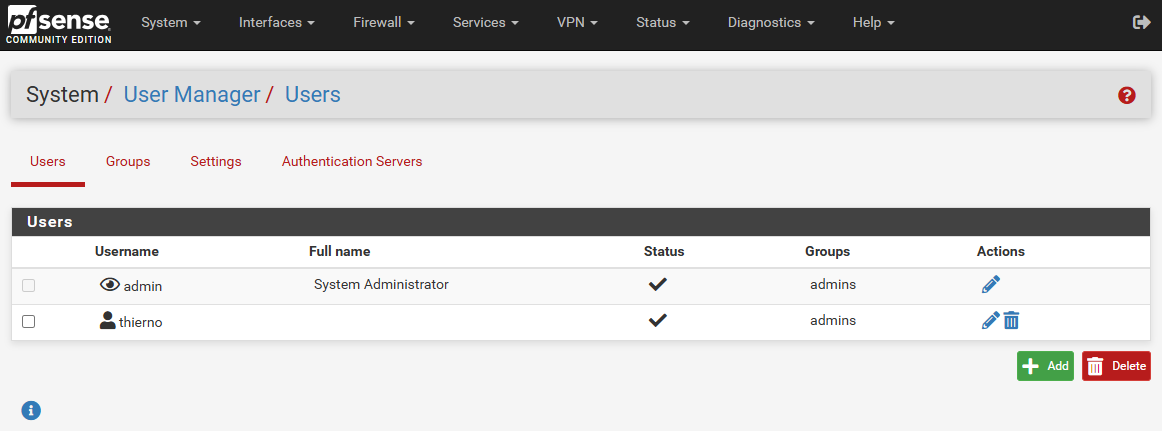 pfsense
COMMUNITY EDITION
System Interfaces Firewall Services VPN Status Diagnostics Help
System / User Manager / Users
Users Groups Settings Authentication Servers
Users
Username Full name Status Groups Actions
admin System Administrator admins
thierno admins
Add Delete